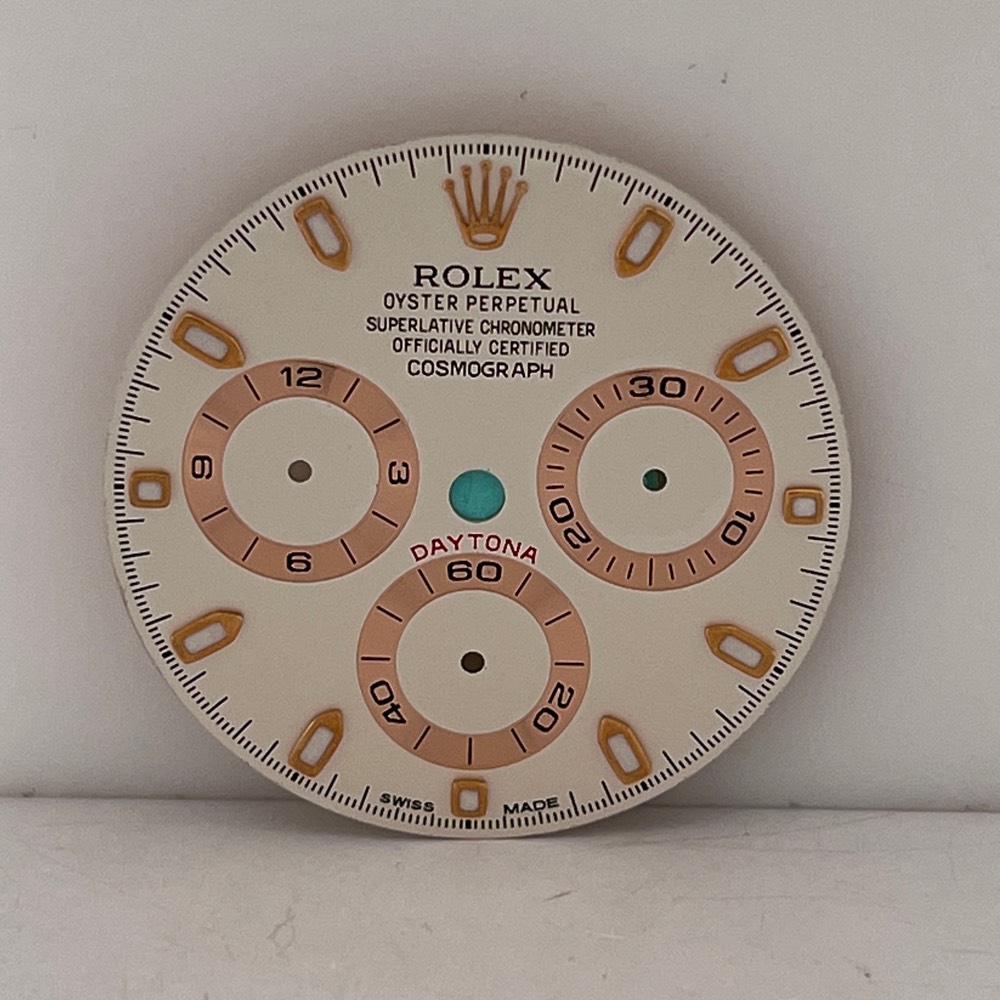 ROLEX
OYSTER PERPETUAL
SUPERLATIVE CHRONOMETER
OFFICIALLY CERTIFIED
COSMOGRAPH
12
3
6
9
30
10
20
DAYTONA
60
20
40
SWISS MADE